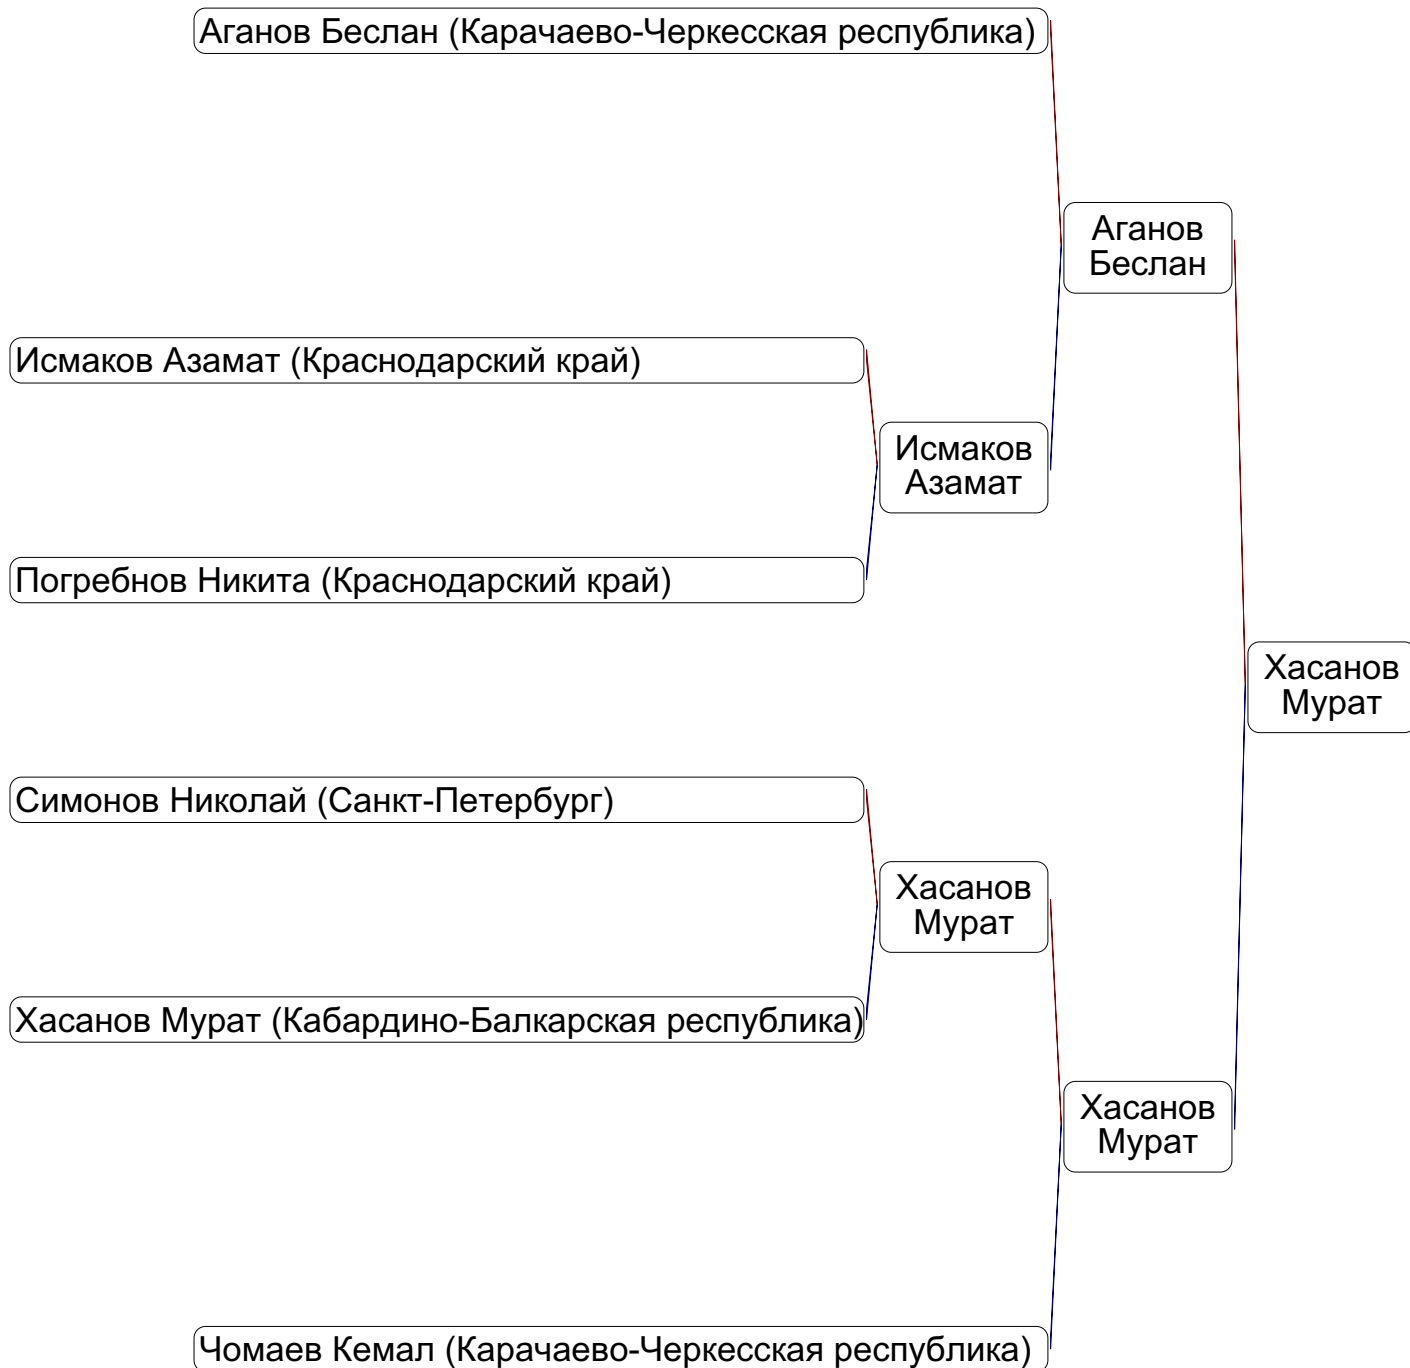 Аганов Беслан (Карачаево-Черкесская республика)
Аганов
Беслан
Исмаков Азамат (Краснодарский край)
Исмаков
Азамат
Погребнов Никита (Краснодарский край)
Хасанов
Мурат
Симонов Николай (Санкт-Петербург)
Хасанов
Мурат
Хасанов Мурат (Кабардино-Балкарская республика)
Хасанов
Мурат
Чомаев Кемал (Карачаево-Черкесская республика)